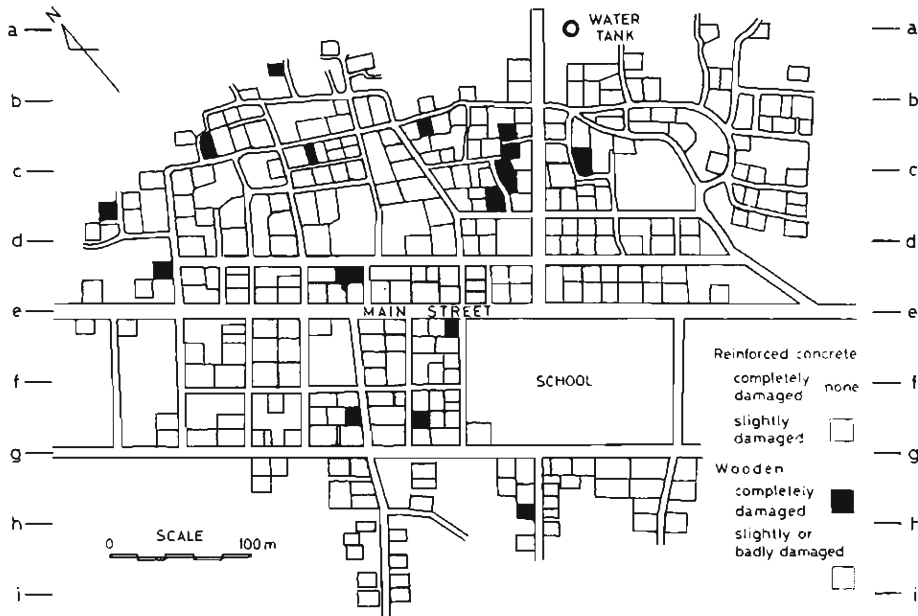 N
a
a
WATER
TANK
b
b
c
c
d
d
e
MAIN STREET
e
Reinforced concrete
f
SCHOOL
completely
damaged
none
f
slightly
damaged
g
g
Wooden
completely
damaged
h
H
SCALE
slightly or
badly damaged
0
100m
i
i